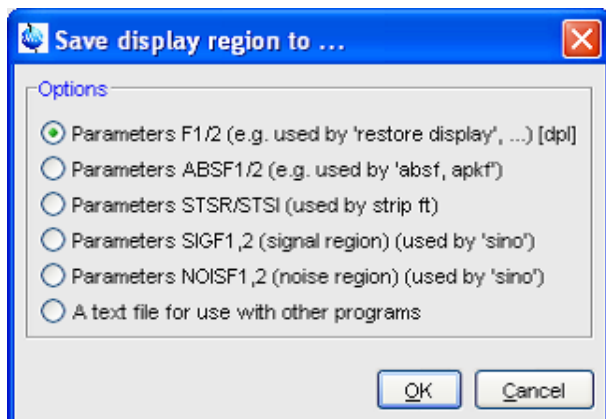 Save display region to ...
Options
Parameters F1/2 (e.g. used by 'restore display', ...) [dpl]
Parameters ABSF1/2 (e.g. used by 'absf, apkf')
Parameters STSR/STSI (used by strip ft)
Parameters SIGF1,2 (signal region) (used by 'sino')
Parameters NOISF1,2 (noise region) (used by 'sino')
A text file for use with other programs
OK Cancel